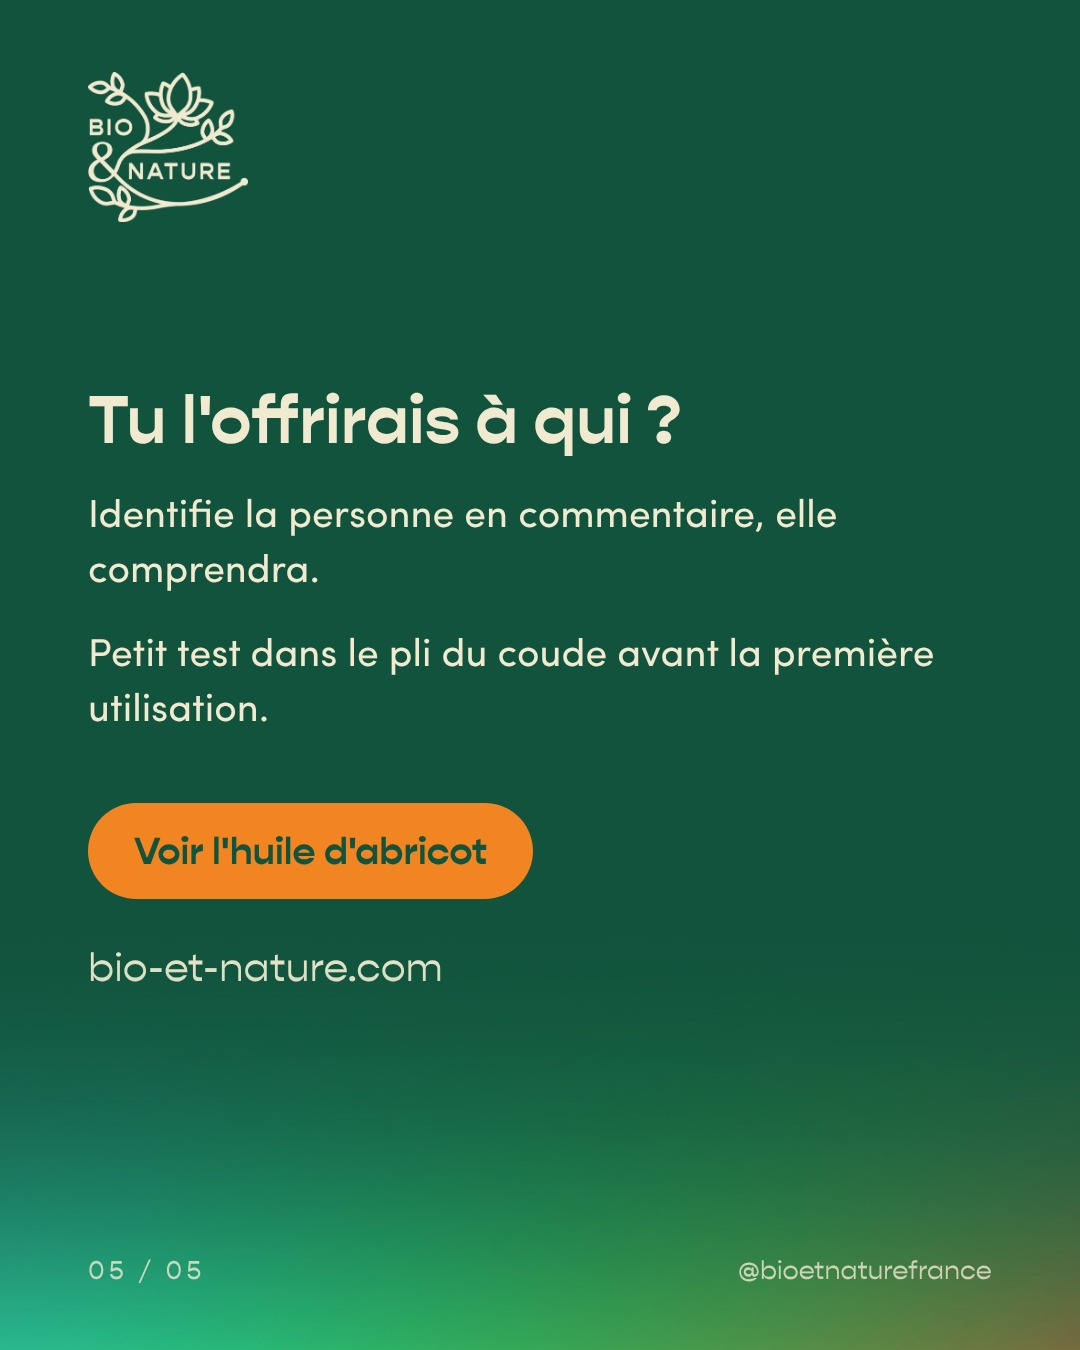 BIO
& NATURE
Tu l'offrirais à qui ?
Identifie la personne en commentaire, elle
comprendra.
Petit test dans le pli du coude avant la première
utilisation.
Voir l'huile d'abricot
bio-et-nature.com
05 / 05
@bioetnaturefrance